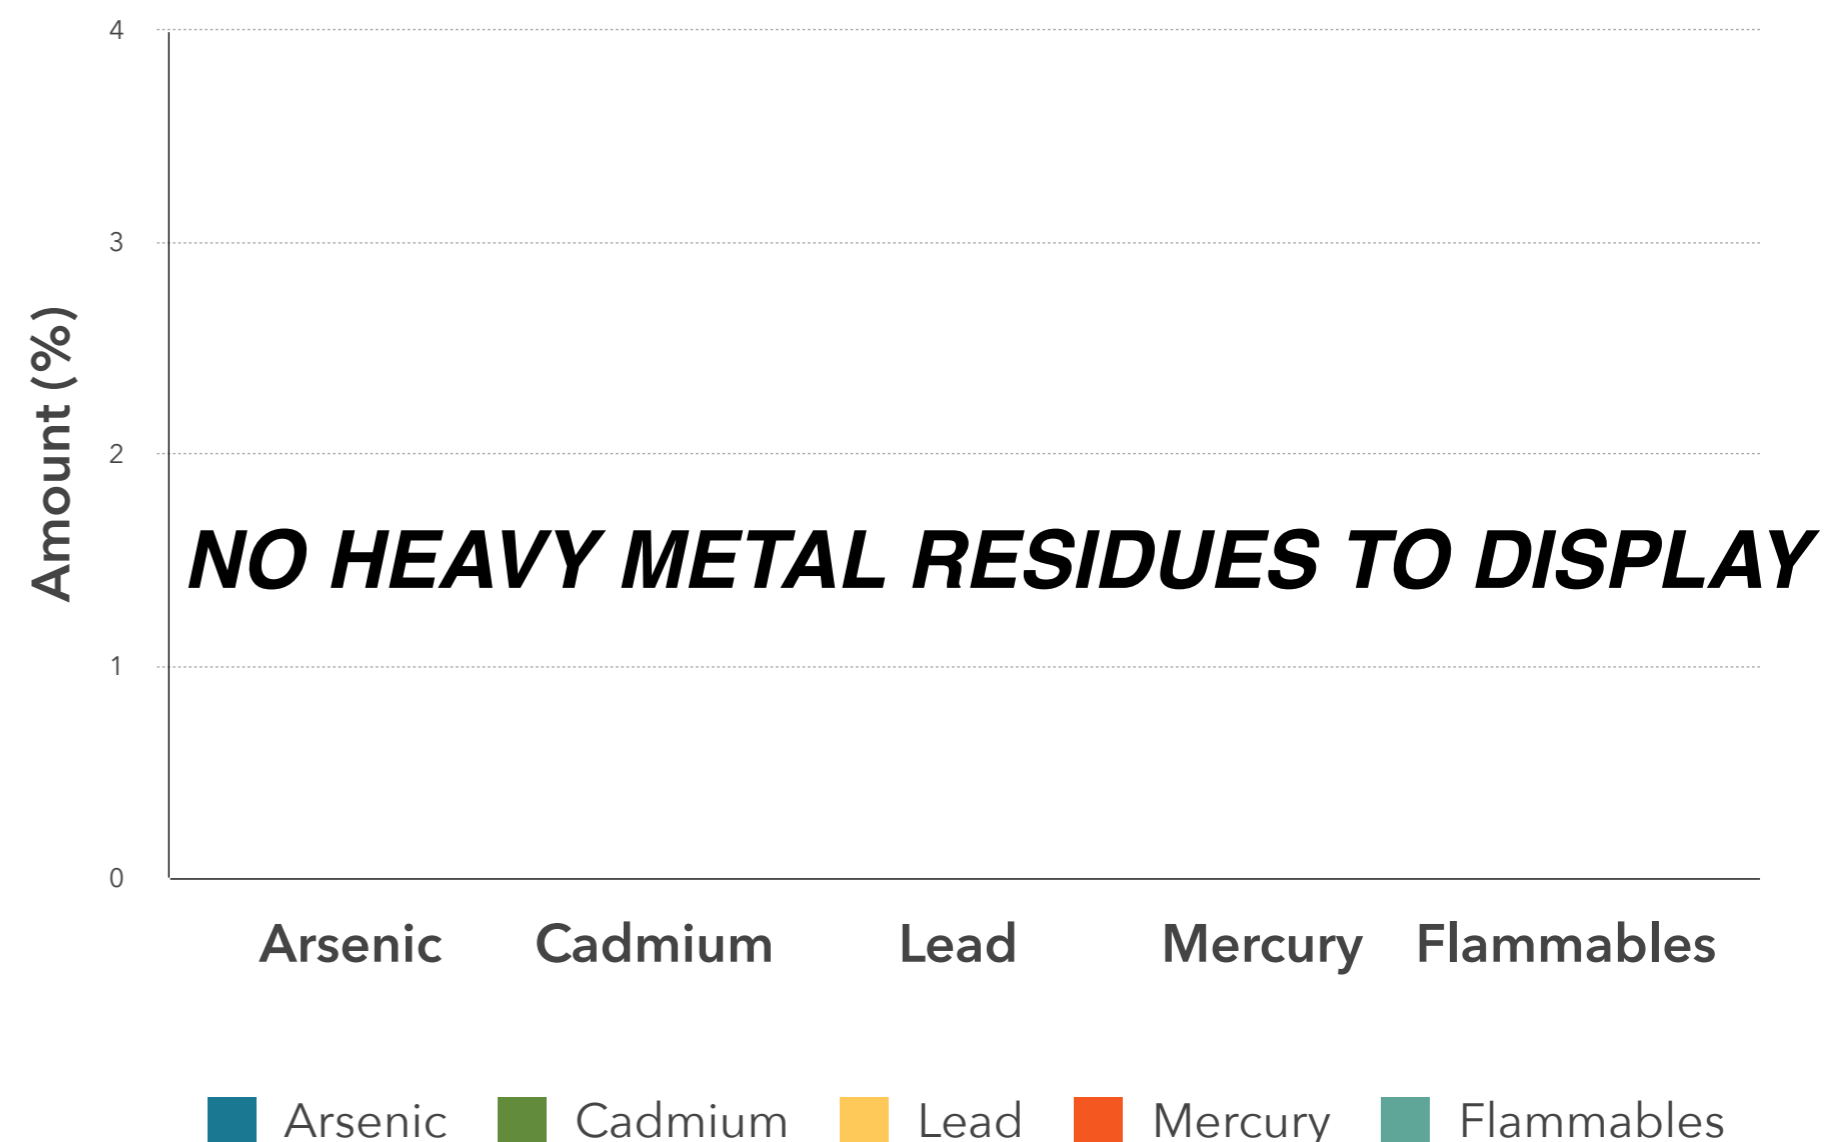 4
3
Amount (%)
2
NO HEAVY METAL RESIDUES TO DISPLAY
1
0
Arsenic Cadmium Lead Mercury Flammables
Arsenic Cadmium Lead Mercury Flammables